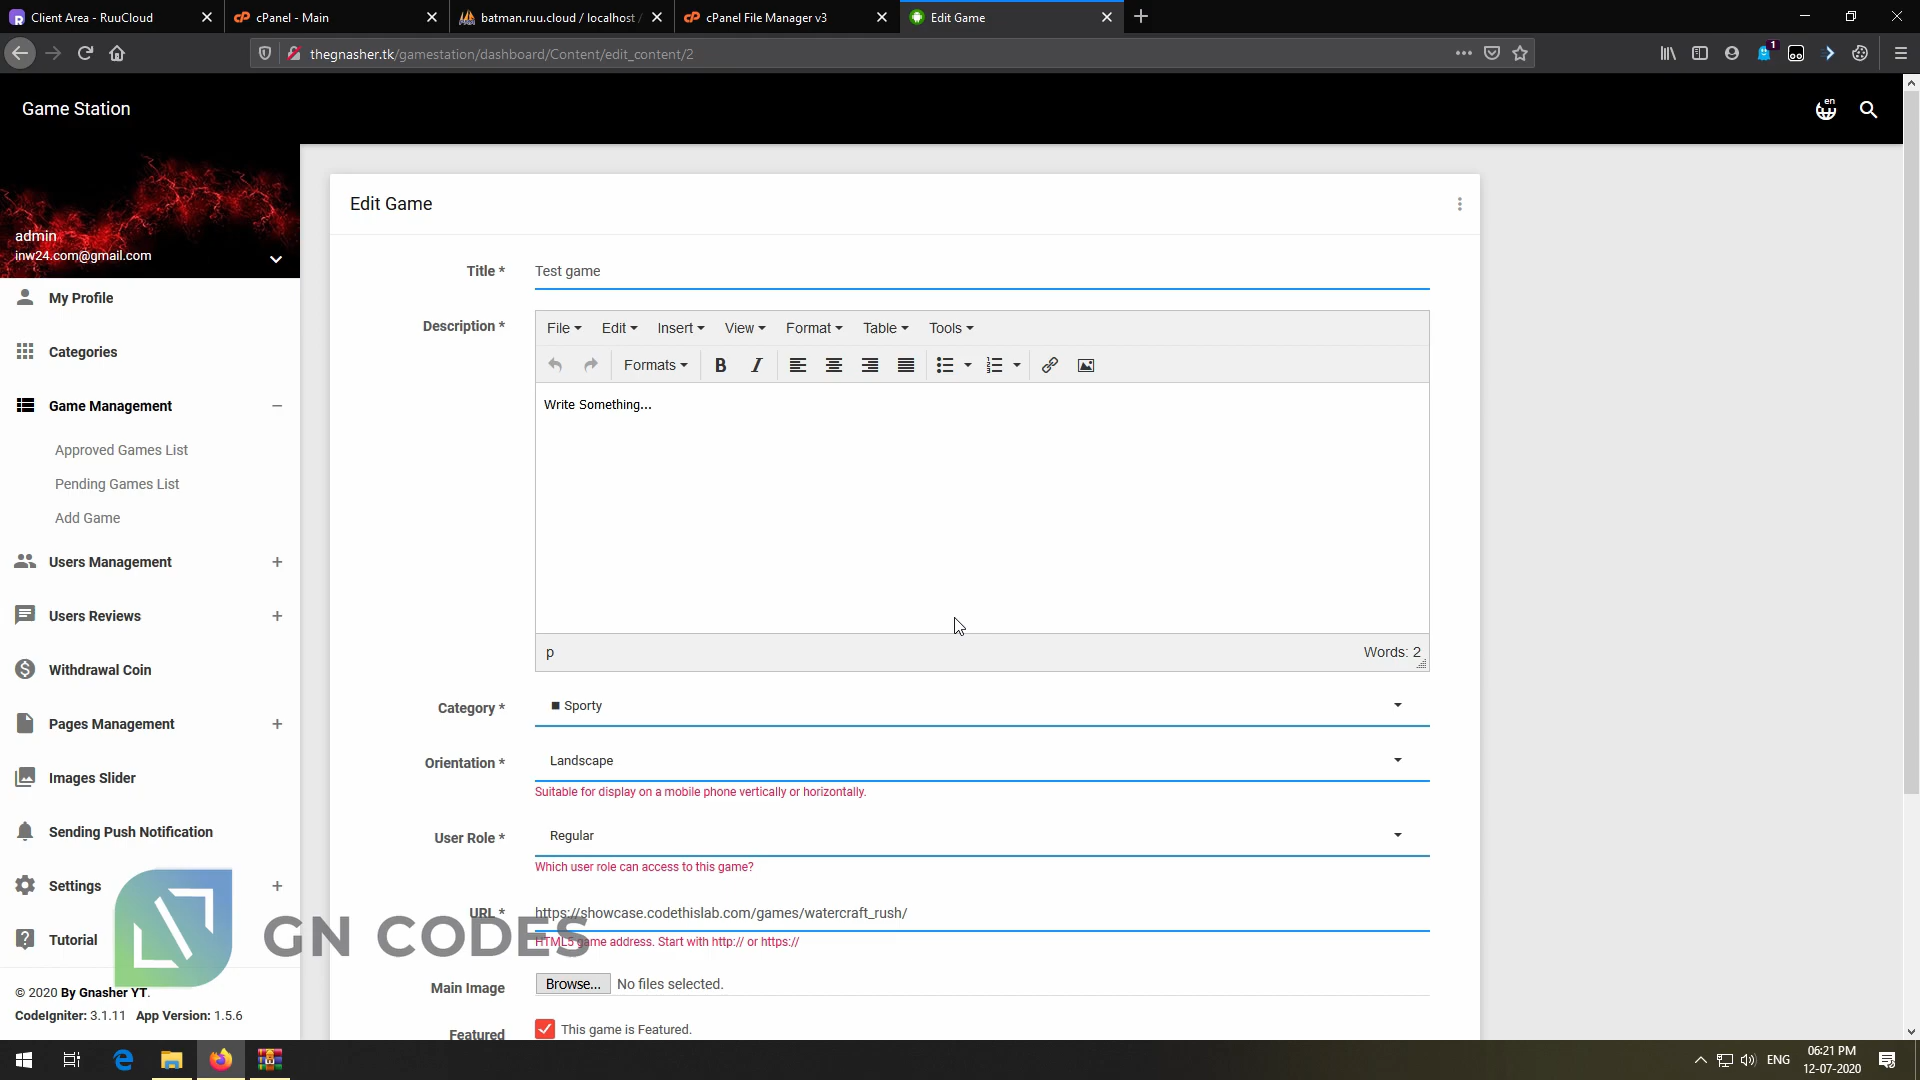 Client Area - RuuCloud
cPanel - Main
batman.ruu.cloud / localhost /
cPanel File Manager v3
Edit Game
thegnasher.tk/gamestation/dashboard/Content/edit_content/2
1
Game Station
en
admin
inw24.com@gmail.com
My Profile
Categories
Game Management
Approved Games List
Pending Games List
Add Game
Users Management
Users Reviews
Withdrawal Coin
Pages Management
Images Slider
Sending Push Notification
Settings
Tutorial
© 2020 By Gnasher YT.
CodeIgniter: 3.1.11 App Version: 1.5.6
GN CODES
Edit Game
Title *
Test game
Description *
File Edit Insert View Format Table Tools
Formats B I
Write Something...
p
Words: 2
Category *
Sporty
Orientation *
Landscape
Suitable for display on a mobile phone vertically or horizontally.
User Role *
Regular
Which user role can access to this game?
URL *
https://showcase.codethislab.com/games/watercraft_rush/
HTML5 game address. Start with http:// or https://
Main Image
Browse... No files selected.
Featured
This game is Featured.
ENG
06:21 PM
12-07-2020